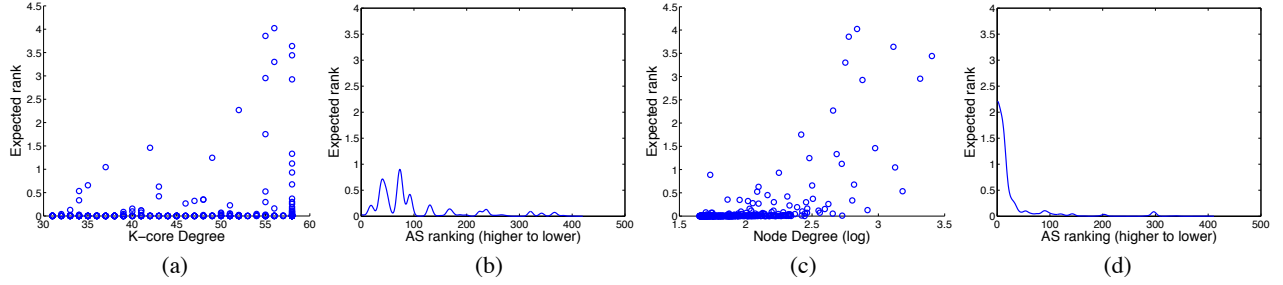 4.5
4
3.5
3
2.5
2
1.5
1
0.5
0
Expected rank
30 35 40 45 50 55 60
K−core Degree
(a)
4
3.5
3
2.5
2
1.5
1
0.5
0
Expected rank
0 100 200 300 400 500
AS ranking (higher to lower)
(b)
4.5
4
3.5
3
2.5
2
1.5
1
0.5
0
Expected rank
1.5 2 2.5 3 3.5
Node Degree (log)
(c)
4
3.5
3
2.5
2
1.5
1
0.5
0
Expected rank
0 100 200 300 400 500
AS ranking (higher to lower)
(d)